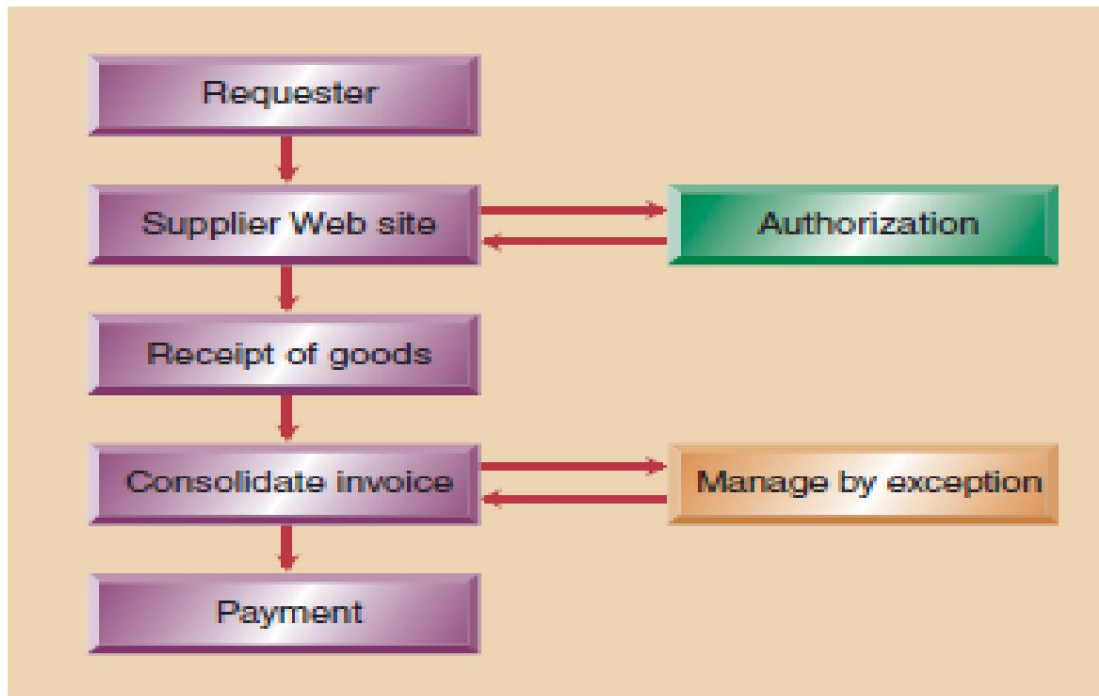 Requester
Supplier Web site
Authorization
Receipt of goods
Consolidate invoice
Manage by exception
Payment